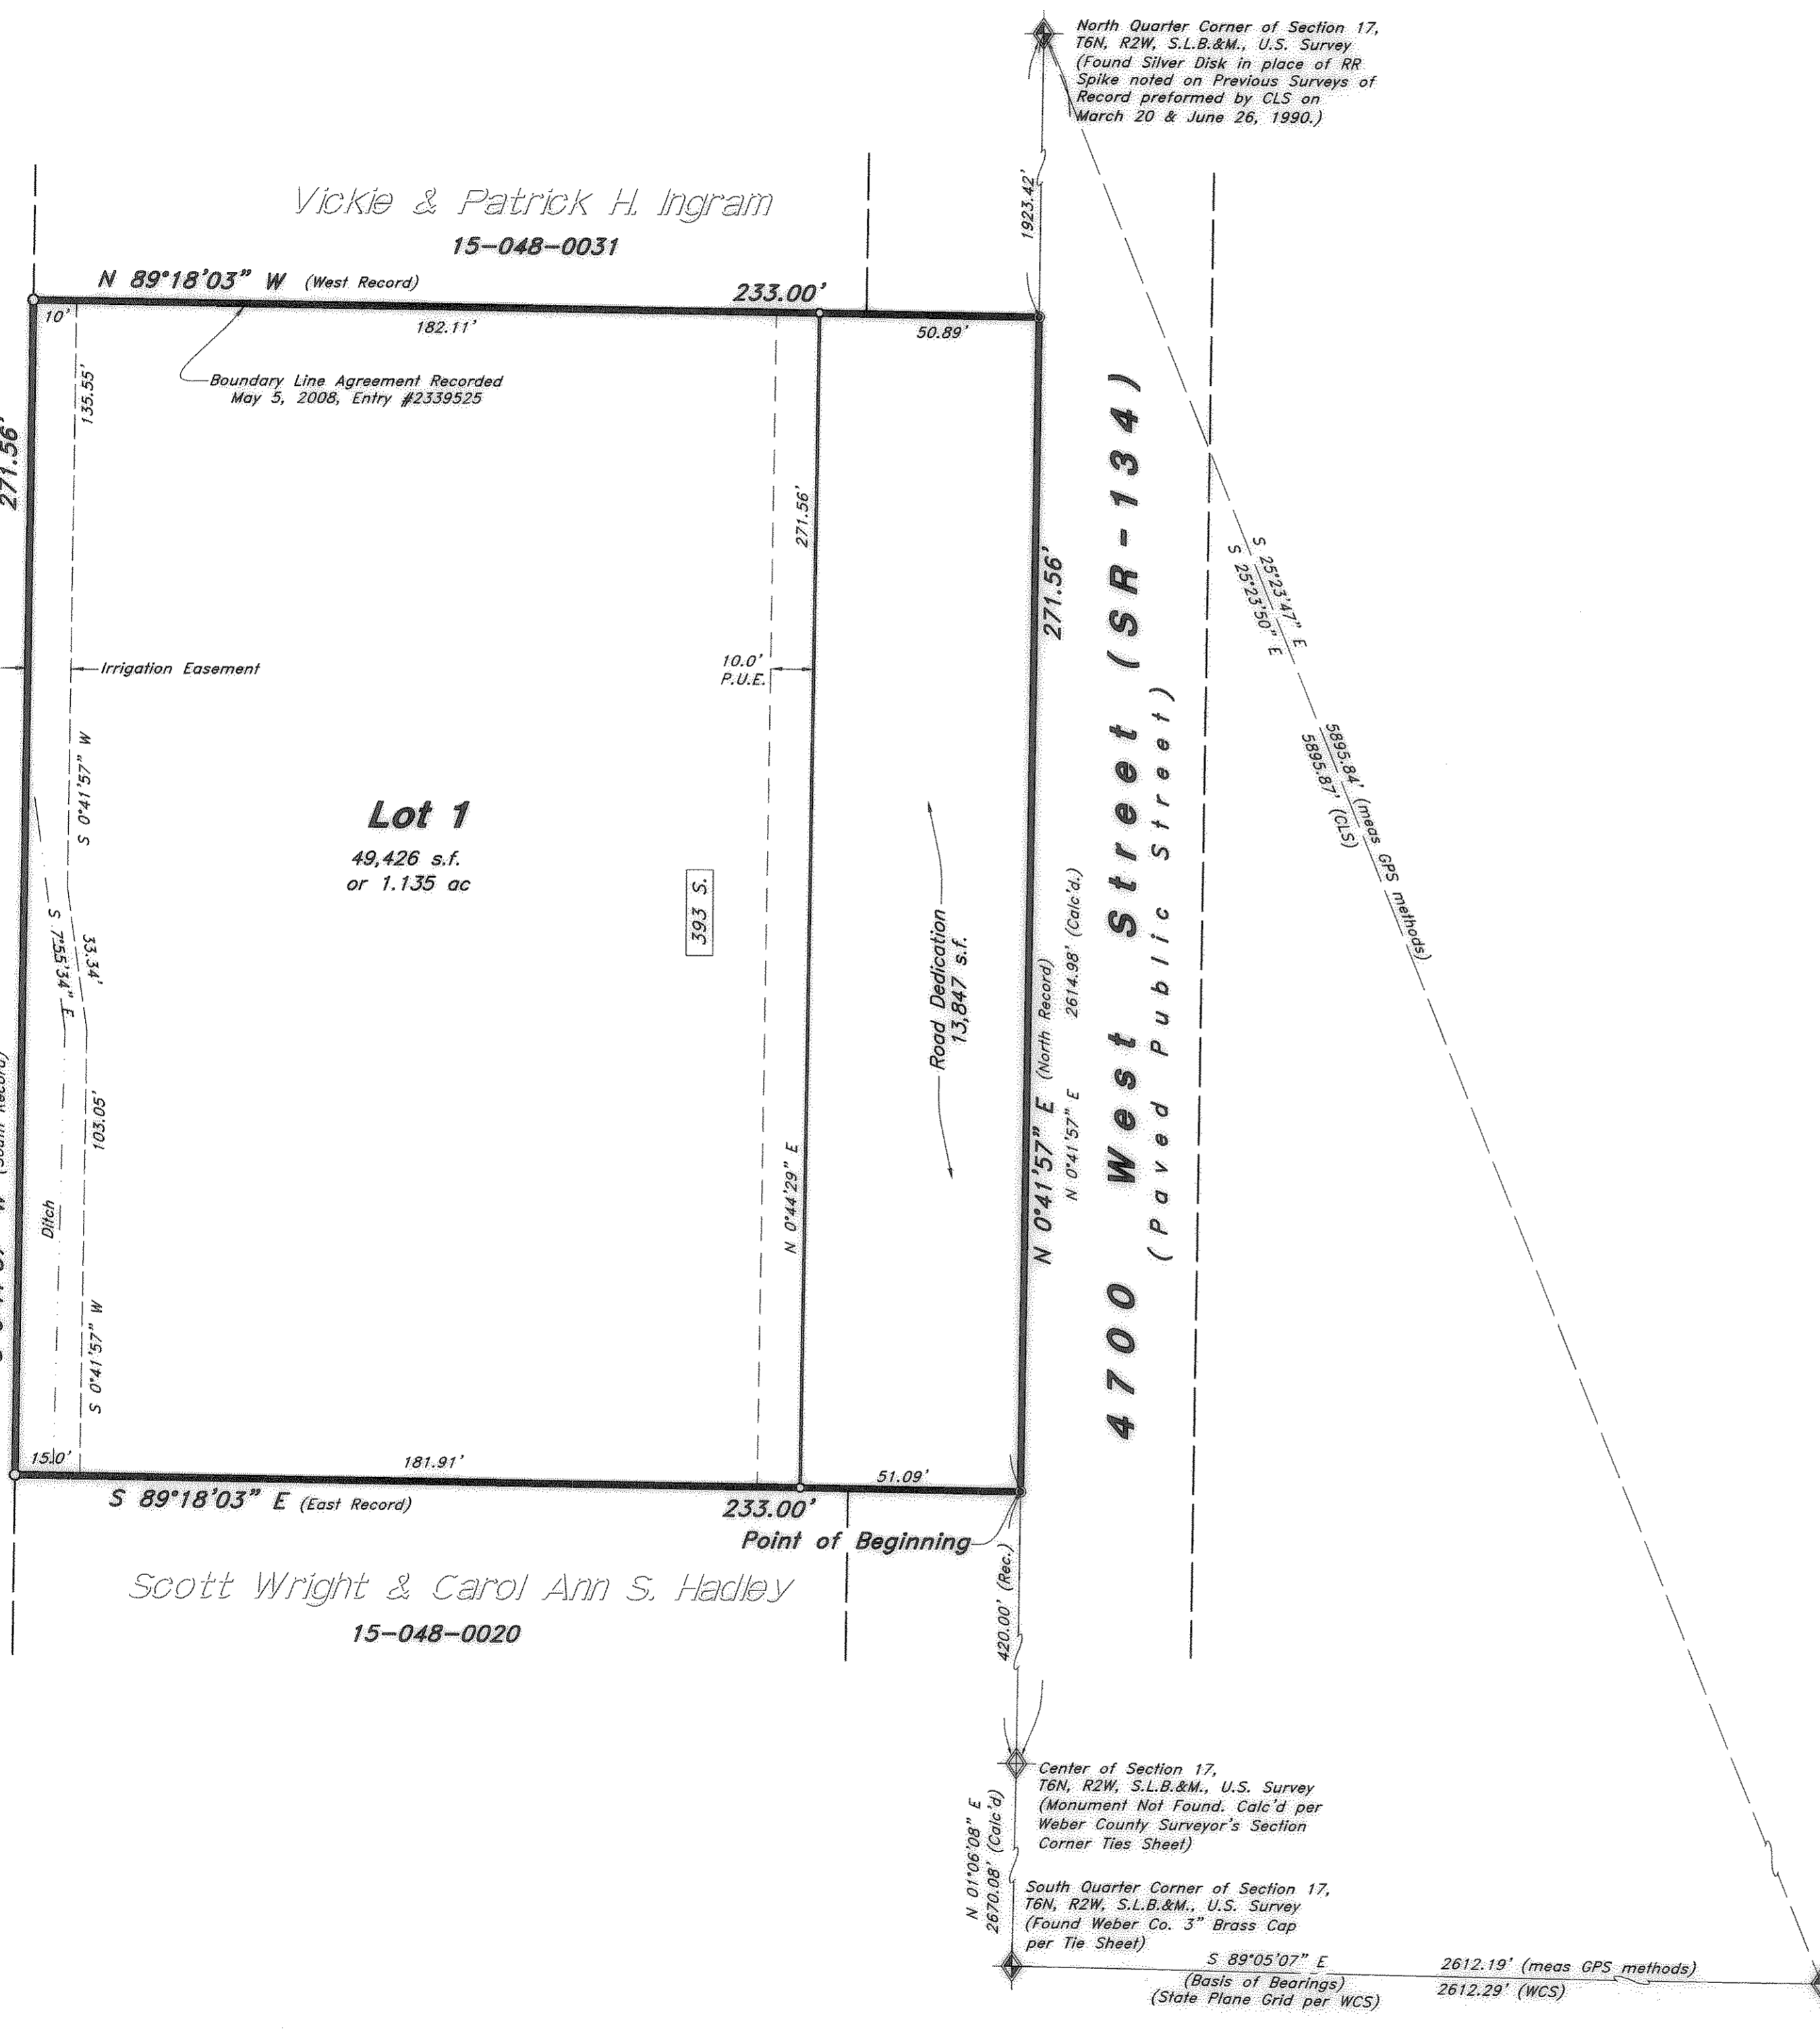 North Quarter Corner of Section 17,
T6N, R2W, S.L.B.&M., U.S. Survey
(Found Silver Disk in place of RR
Spike noted on Previous Surveys of
Record preformed by CLS on
March 20 & June 26, 1990.)
1923.42'
Vickie & Patrick H. Ingram
15-048-0031
N 89°18'03" W (West Record)
233.00'
10'
182.11'
50.89'
Boundary Line Agreement Recorded
May 5, 2008, Entry #2339525
135.55'
271.56'
271.56'
271.56'
Irrigation Easement
10.0'
P.U.E.
S 0°41'57" W
Lot 1
49,426 s.f.
or 1.135 ac
393 S.
Road Dedication
13,847 s.f.
S 7°55'34" E
33.34'
103.05'
Ditch
S 0°41'57" W
N 0°44'29" E
N 0°41'57" E (North Record)
N 0°41'57" E 2614.98' (Calc'd.)
4700 West Street (SR-134)
(Paved Public Street)
S 25°23'47" E
S 25°23'50" E
5895.84' (meas GPS methods)
5895.87' (CLS)
15.0'
181.91'
51.09'
S 89°18'03" E (East Record)
233.00'
Point of Beginning
Scott Wright & Carol Ann S. Hadley
15-048-0020
420.00' (Rec.)
Center of Section 17,
T6N, R2W, S.L.B.&M., U.S. Survey
(Monument Not Found. Calc'd per
Weber County Surveyor's Section
Corner Ties Sheet)
N 01°06'08" E
2670.08' (Calc'd)
South Quarter Corner of Section 17,
T6N, R2W, S.L.B.&M., U.S. Survey
(Found Weber Co. 3" Brass Cap
per Tie Sheet)
S 89°05'07" E
2612.19' (meas GPS methods)
(Basis of Bearings)
2612.29' (WCS)
(State Plane Grid per WCS)